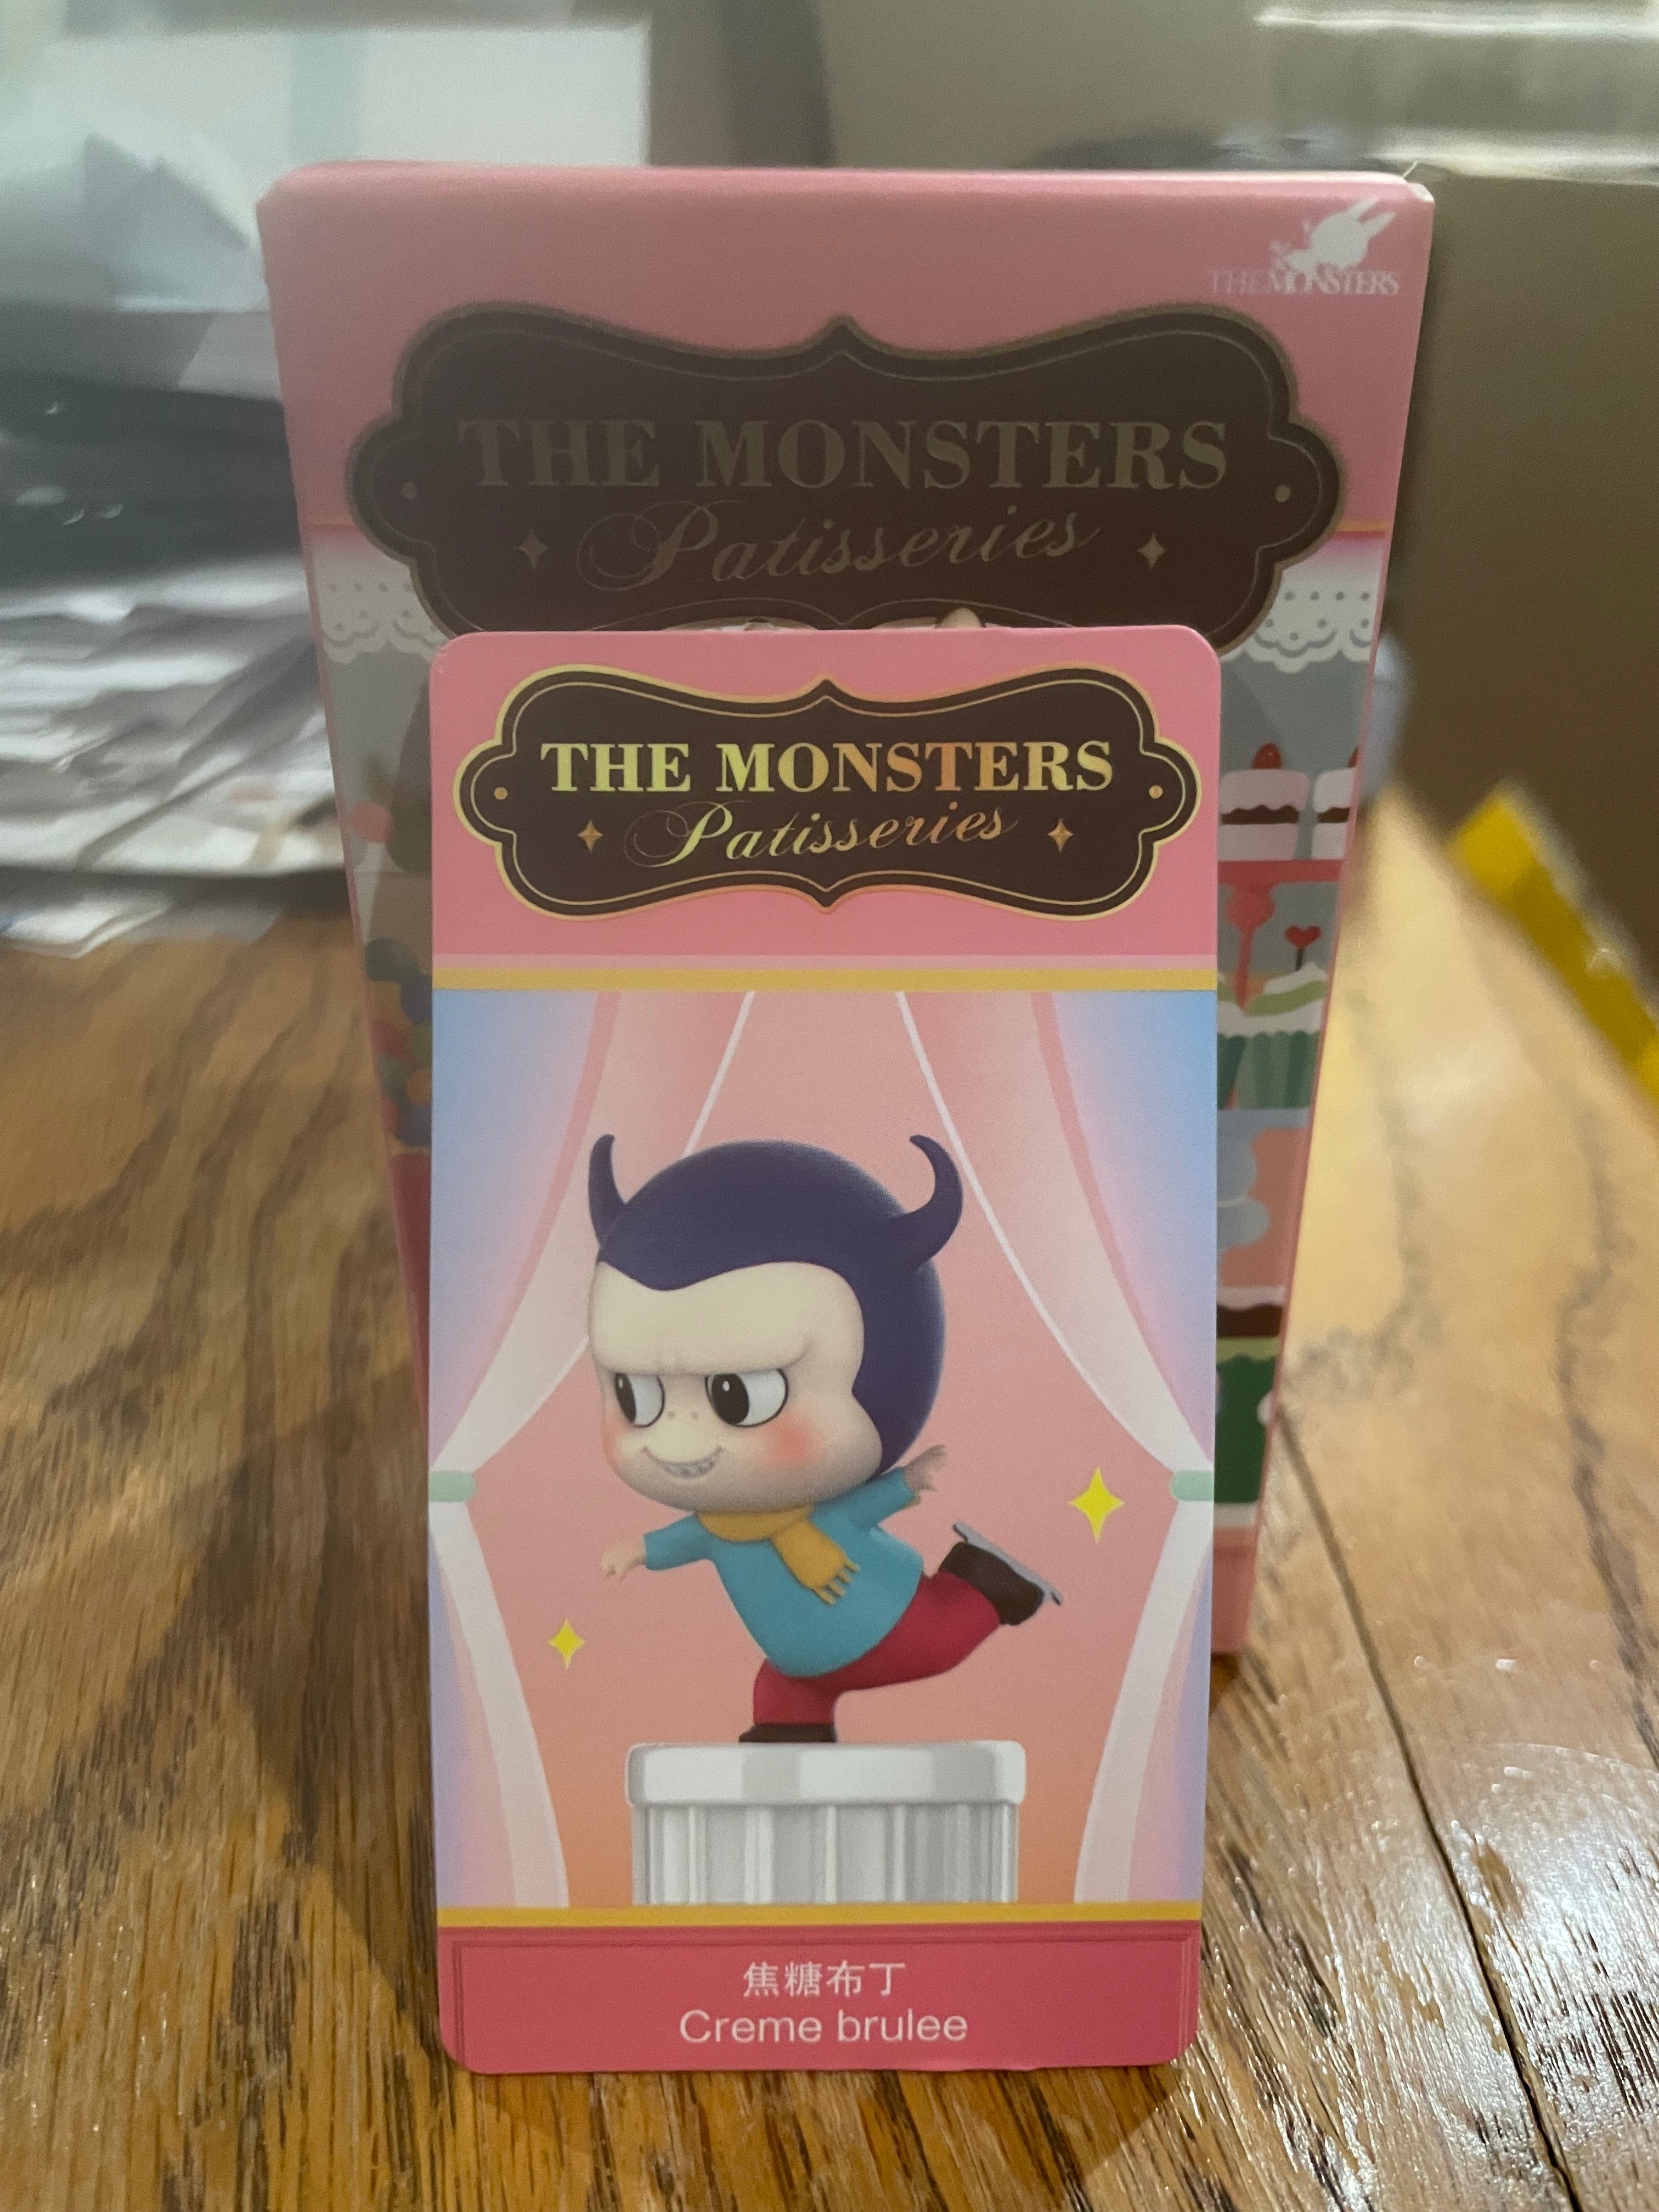 THE MONSTERS
THE MONSTERS
Patisseries
THE MONSTERS
Patisseries
焦糖布丁
Creme brulee